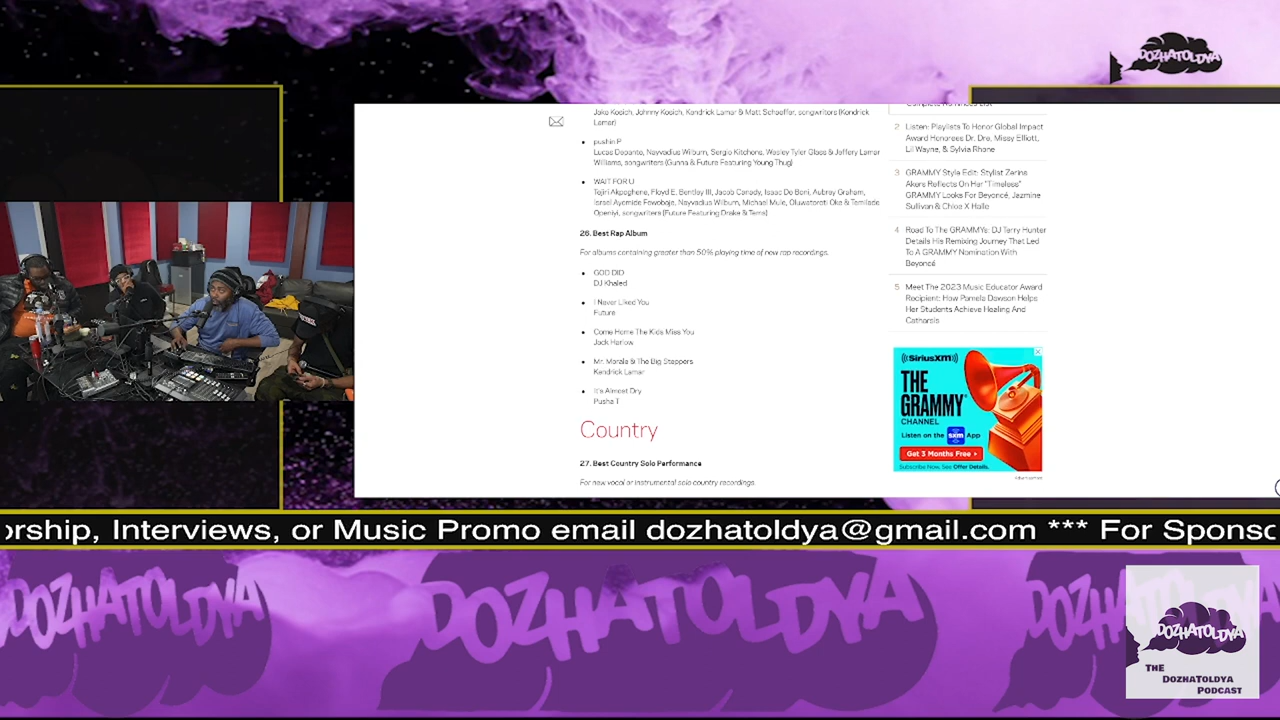 DOZHATOLDYA
Jake Kosich, Johnny Kosich, Kendrick Lamar & Matt Schaeffer, songwriters (Kendrick
Lamar)
pushin P
Lucas Depante, Nayvadius Wilburn, Sergio Kitchens, Wesley Tyler Glass & Jeffery Lamar
Williams, songwriters (Gunna & Future Featuring Young Thug)
WAIT FOR U
Tejiri Akpoghene, Floyd E. Bentley III, Jacob Canady, Isaac De Boni, Aubrey Graham,
Israel Ayomide Fowobaje, Nayvadius Wilburn, Michael Mule, Oluwatoroti Oke & Temilade
Openiyi, songwriters (Future Featuring Drake & Tems)
26. Best Rap Album
For albums containing greater than 50% playing time of new rap recordings.
GOD DID
DJ Khaled
I Never Liked You
Future
Come Home The Kids Miss You
Jack Harlow
Mr. Morale & The Big Steppers
Kendrick Lamar
It's Almost Dry
Pusha T
Country
27. Best Country Solo Performance
For new vocal or instrumental solo country recordings.
2 Listen: Playlists To Honor Global Impact
Award Honorees Dr. Dre, Missy Elliott,
Lil Wayne, & Sylvia Rhone
3 GRAMMY Style Edit: Stylist Zerina
Akers Reflects On Her "Timeless"
GRAMMY Looks For Beyoncé, Jazmine
Sullivan & Chloe X Halle
4 Road To The GRAMMYs: DJ Terry Hunter
Details His Remixing Journey That Led
To A GRAMMY Nomination With
Beyoncé
5 Meet The 2023 Music Educator Award
Recipient: How Pamela Dawson Helps
Her Students Achieve Healing And
Catharsis
((SiriusXM))
THE
GRAMMY
CHANNEL
Listen on the sxm App
Get 3 Months Free
Subscribe Now. See Offer Details.
orship, Interviews, or Music Promo email dozhatoldya@gmail.com *** For Sponso
DOZHATOLDYA
DOZHATOLDYA
DOZHA
DOZHATOLDYA
THE
DOZHATOLDYA
PODCAST